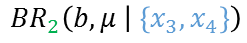 BR₂(b, μ | {x₃, x₄})